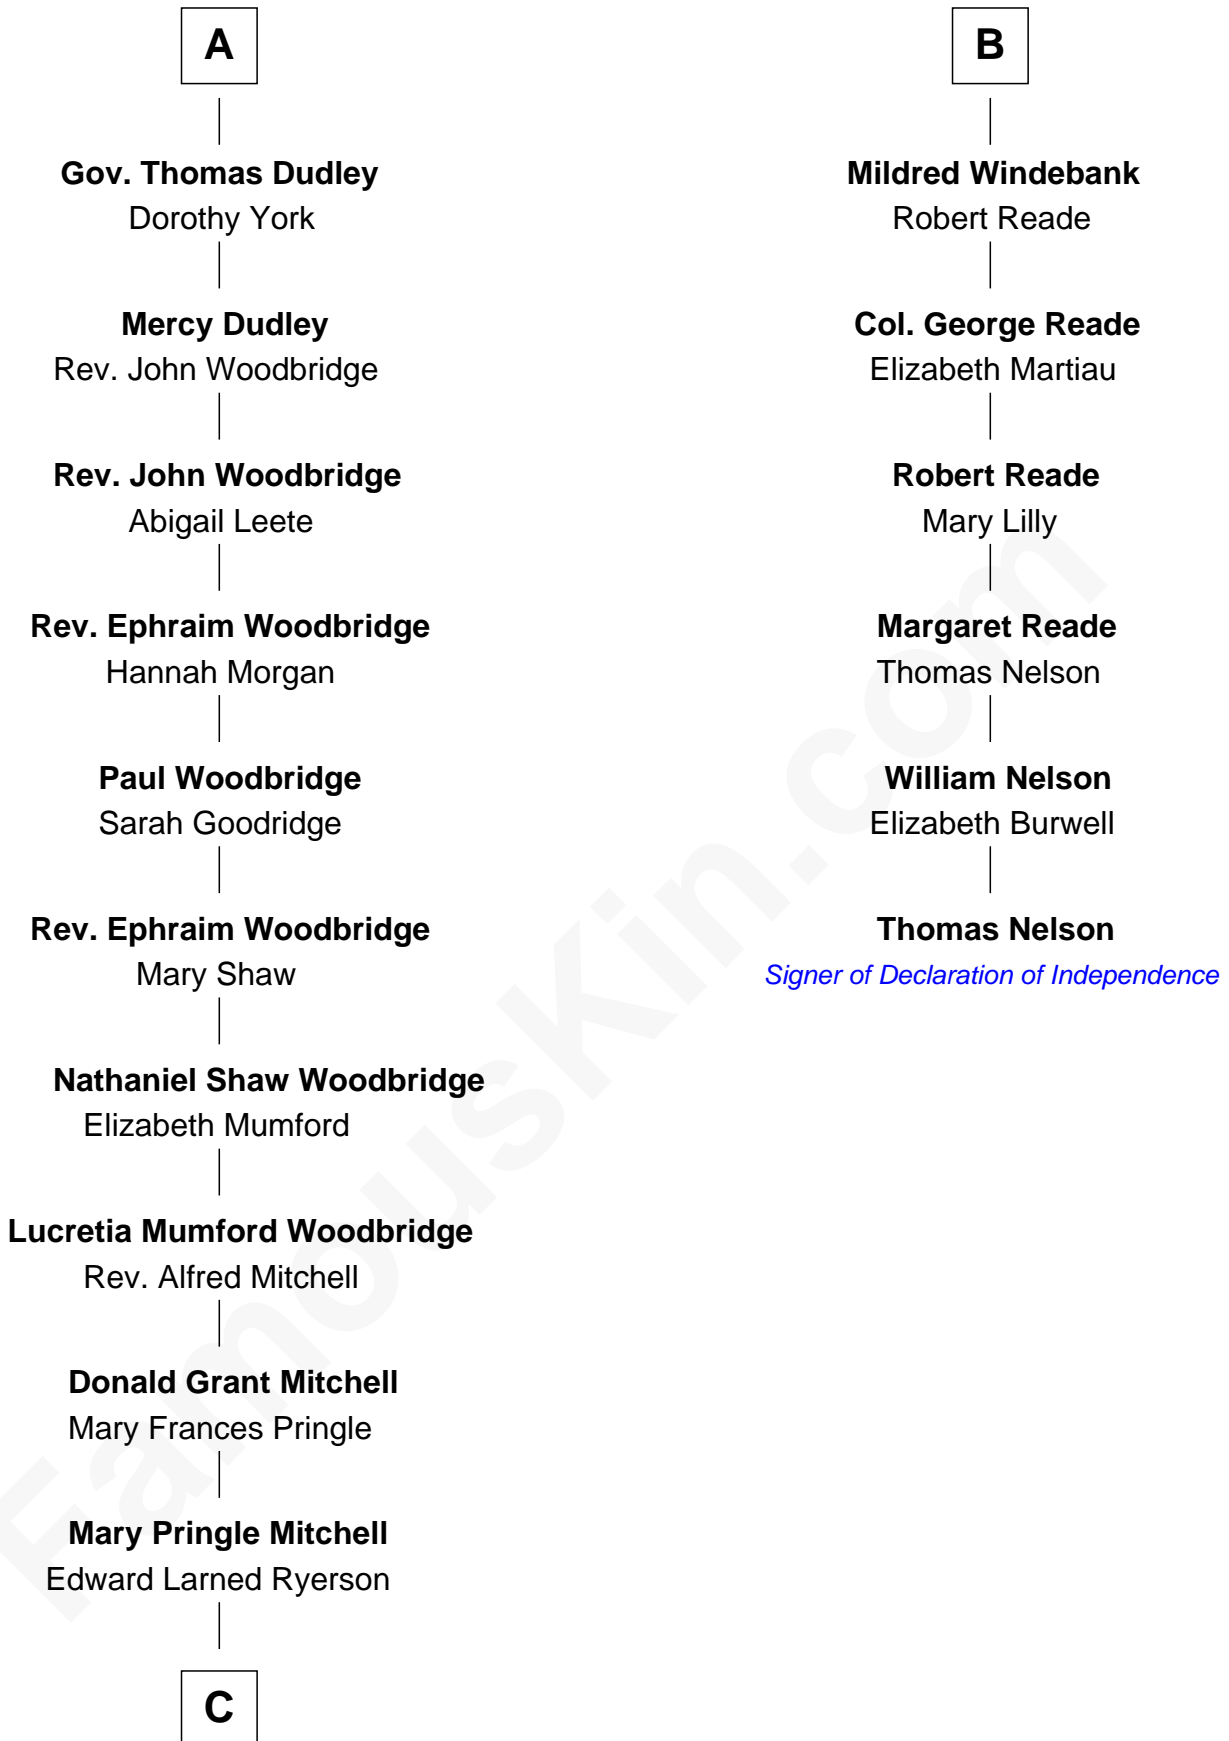 A
Gov. Thomas Dudley
Dorothy York
Mercy Dudley
Rev. John Woodbridge
Rev. John Woodbridge
Abigail Leete
Rev. Ephraim Woodbridge
Hannah Morgan
Paul Woodbridge
Sarah Goodridge
Rev. Ephraim Woodbridge
Mary Shaw
Nathaniel Shaw Woodbridge
Elizabeth Mumford
Lucretia Mumford Woodbridge
Rev. Alfred Mitchell
Donald Grant Mitchell
Mary Frances Pringle
Mary Pringle Mitchell
Edward Larned Ryerson
C
B
Mildred Windebank
Robert Reade
Col. George Reade
Elizabeth Martiau
Robert Reade
Mary Lilly
Margaret Reade
Thomas Nelson
William Nelson
Elizabeth Burwell
Thomas Nelson
Signer of Declaration of Independence
FamousKin.com